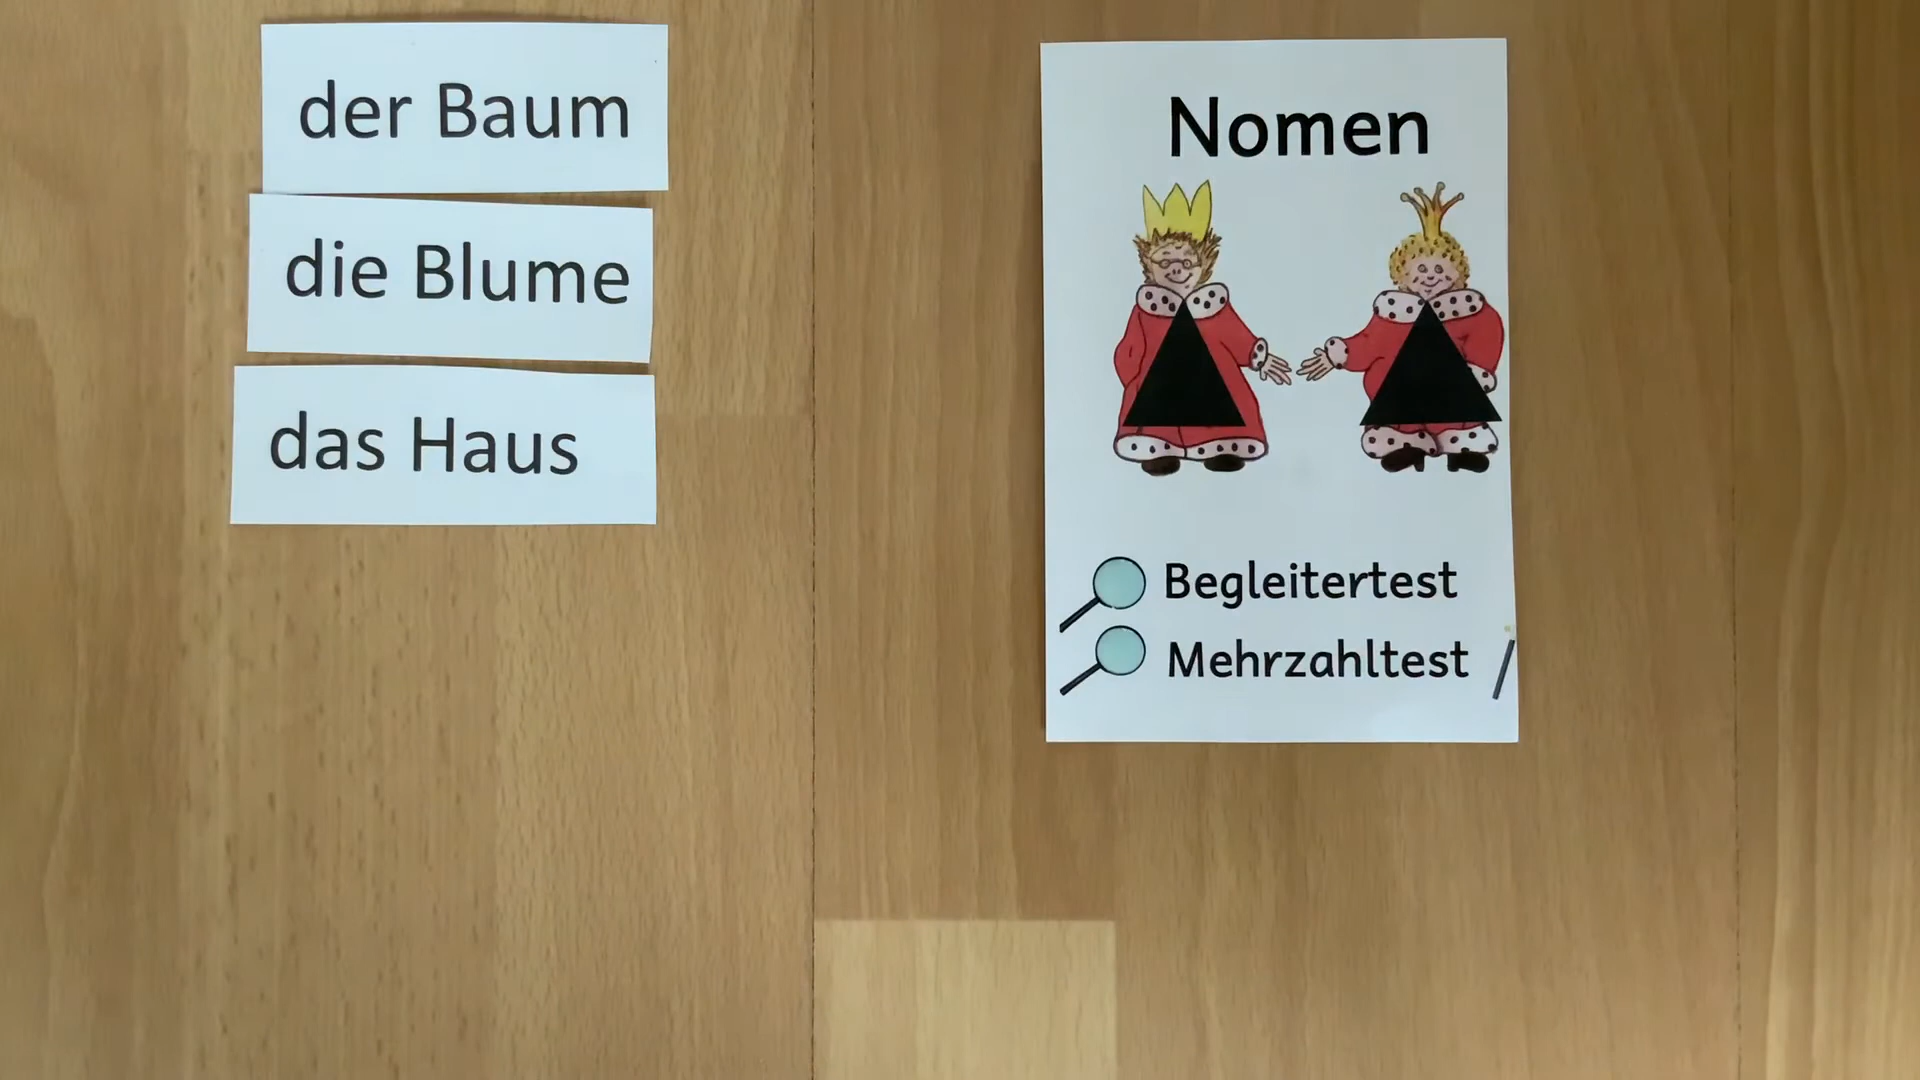 der Baum
die Blume
das Haus
Nomen
Begleitertest
Mehrzahltest